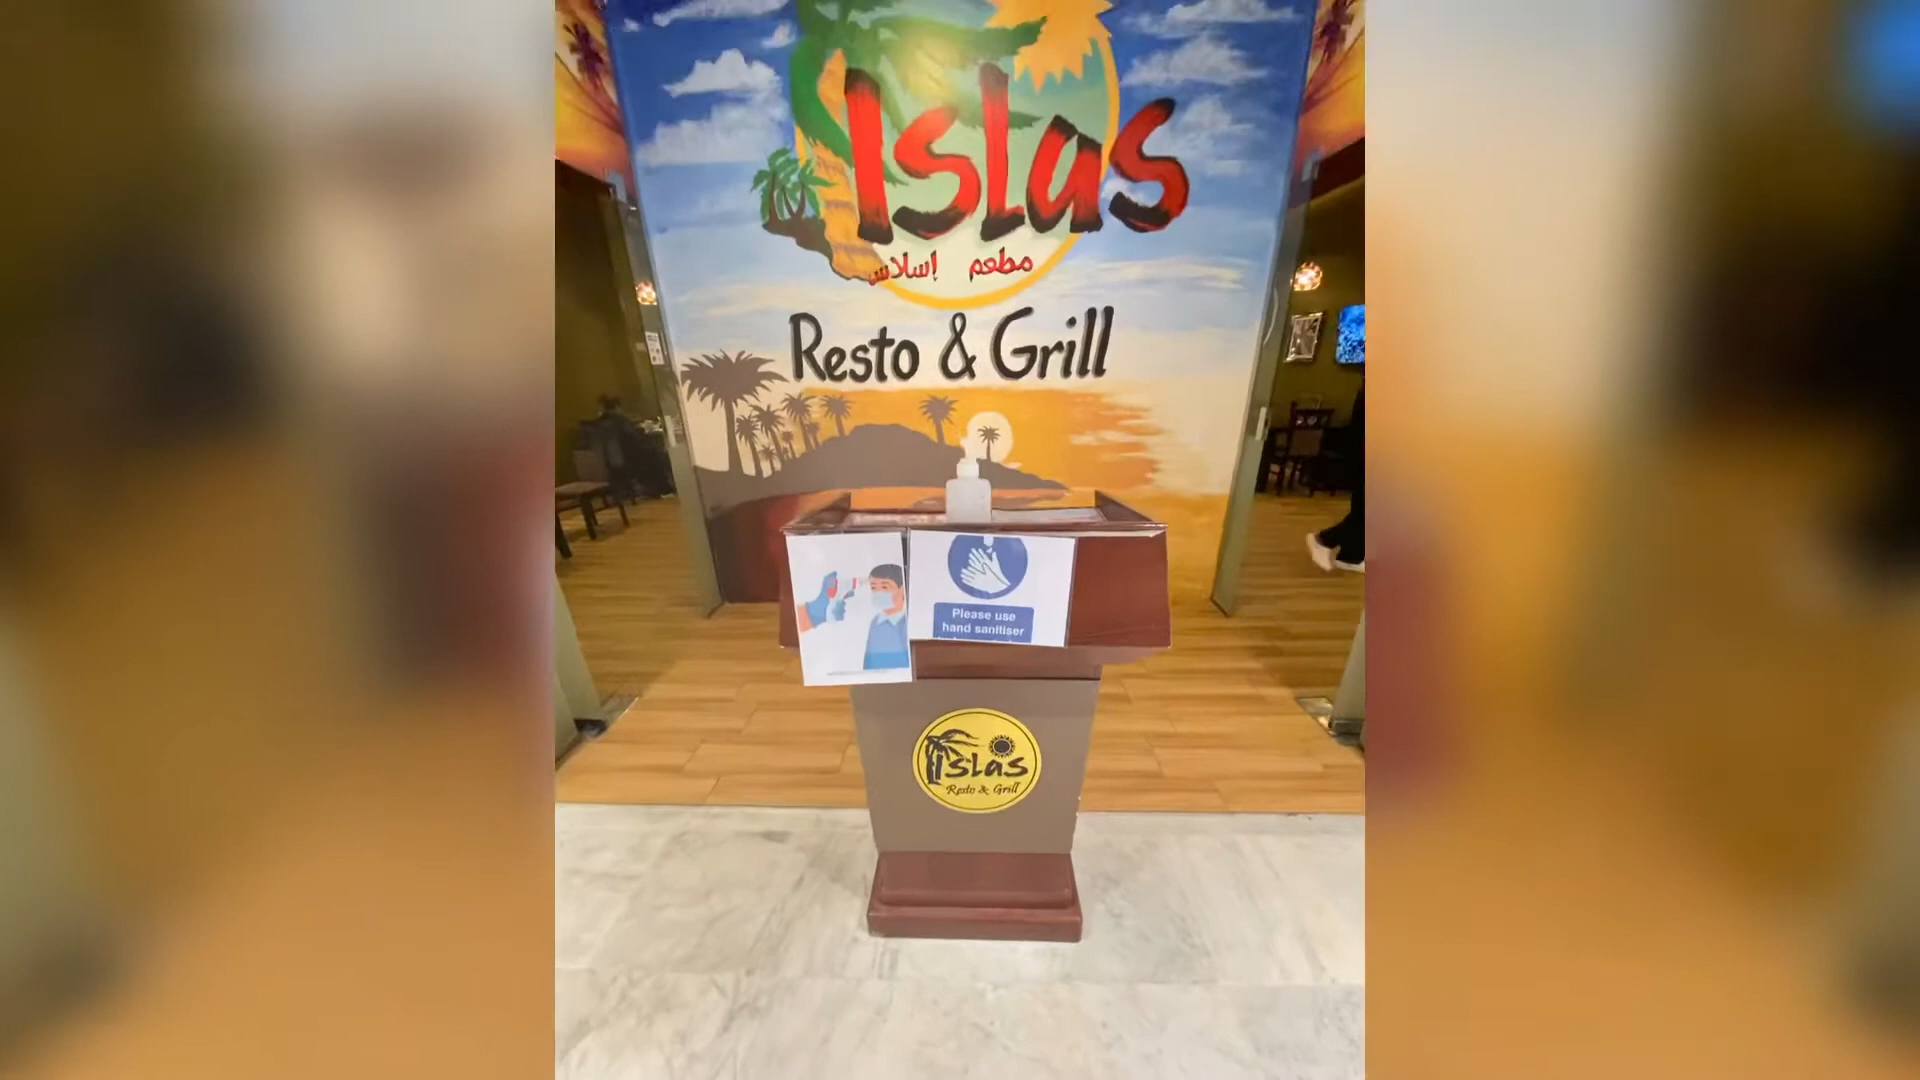 Islas
مطعم إسلاس
Resto & Grill
Please use
hand sanitiser
Islas
Resto & Grill